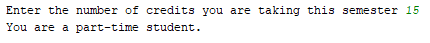 Enter the number of credits you are taking this semester 15
You are a part-time student.